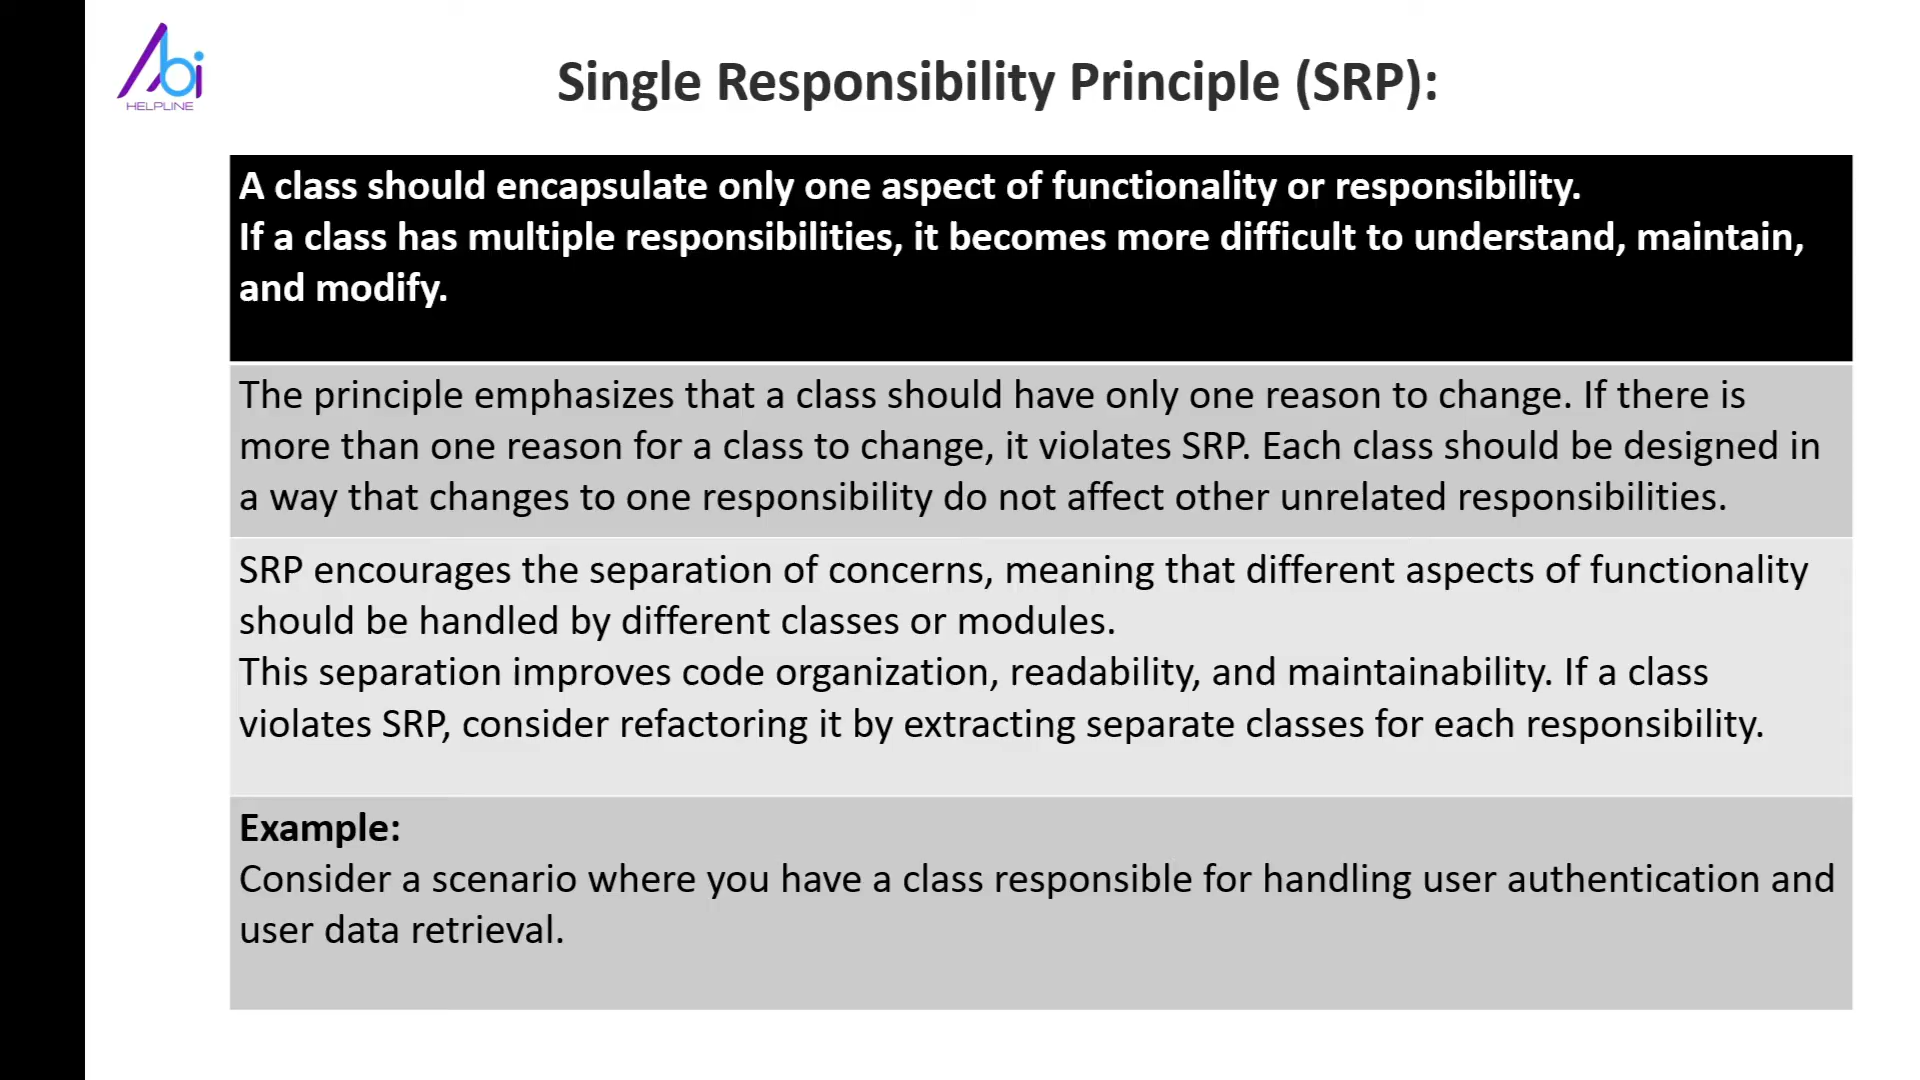 Abi
HELPLINE
Single Responsibility Principle (SRP):
A class should encapsulate only one aspect of functionality or responsibility.
If a class has multiple responsibilities, it becomes more difficult to understand, maintain,
and modify.
The principle emphasizes that a class should have only one reason to change. If there is
more than one reason for a class to change, it violates SRP. Each class should be designed in
a way that changes to one responsibility do not affect other unrelated responsibilities.
SRP encourages the separation of concerns, meaning that different aspects of functionality
should be handled by different classes or modules.
This separation improves code organization, readability, and maintainability. If a class
violates SRP, consider refactoring it by extracting separate classes for each responsibility.
Example:
Consider a scenario where you have a class responsible for handling user authentication and
user data retrieval.